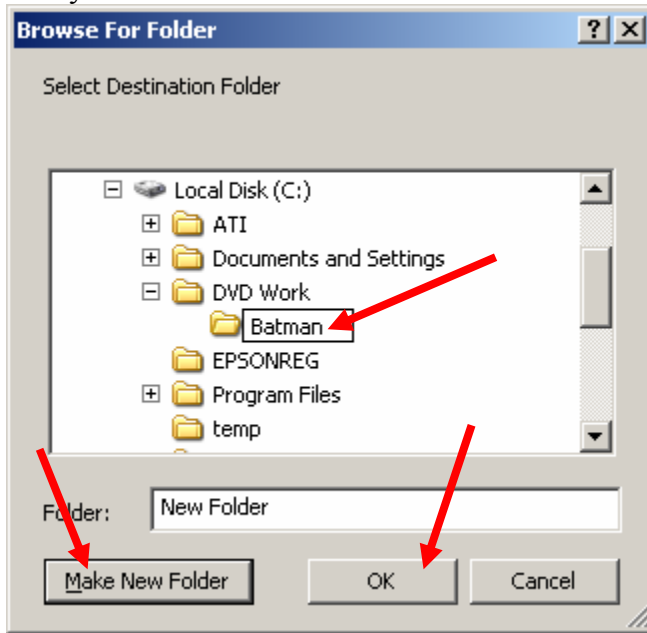 Browse For Folder
Select Destination Folder
Local Disk (C:)
ATI
Documents and Settings
DVD Work
Batman
EPSONREG
Program Files
temp
Folder: New Folder
Make New Folder OK Cancel